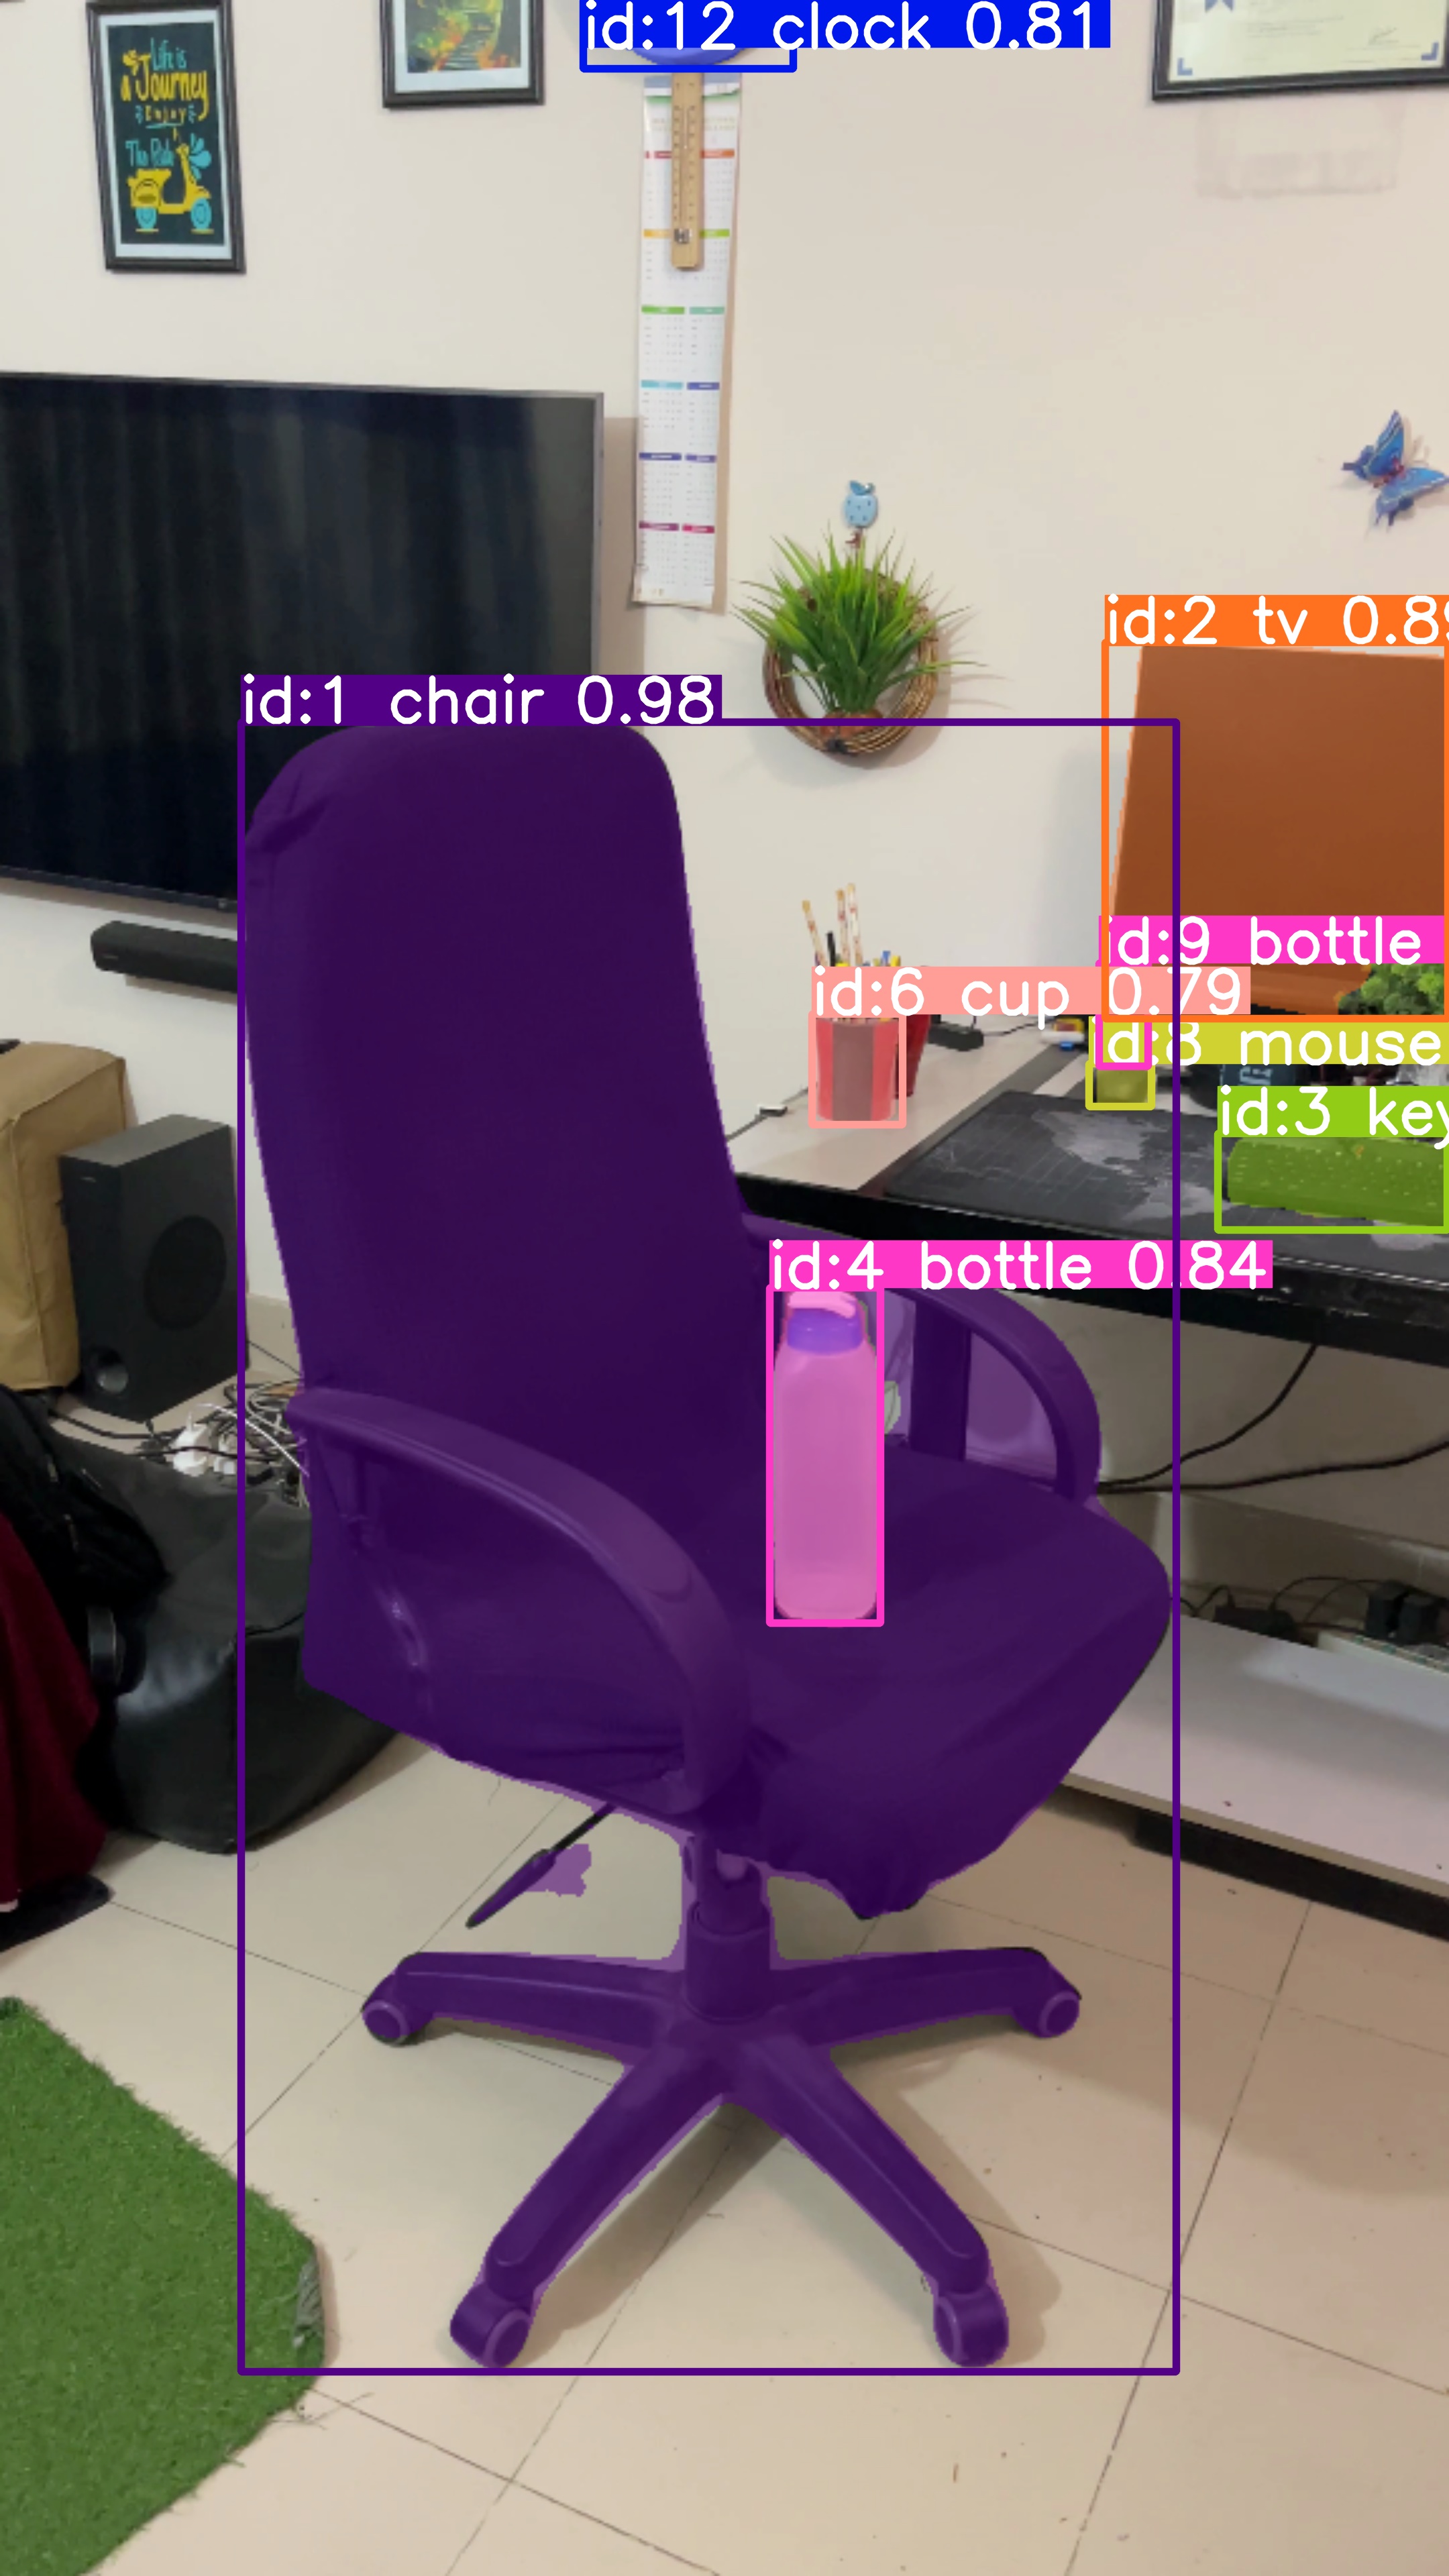 id:12 clock 0.81
Life is
a Journey
Enjoy
The Ride
id:2 tv 0.89
id:1 chair 0.98
id:9 bottle
id:6 cup 0.79
id:8 mouse
id:3 key
id:4 bottle 0.84